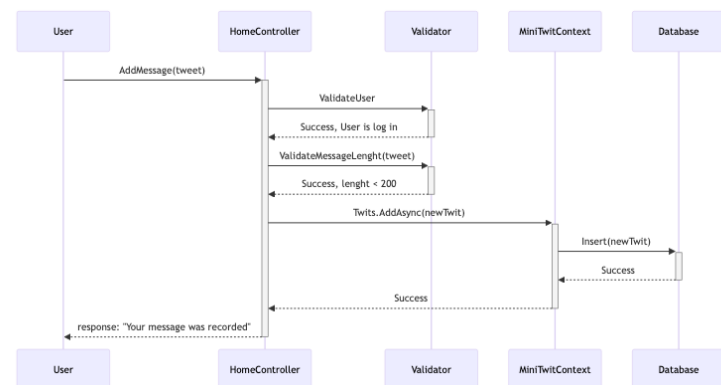 User HomeController Validator MiniTwitContext Database
AddMessage(tweet)
ValidateUser
Success, User is log in
ValidateMessageLenght(tweet)
Success, lenght < 200
Twits.AddAsync(newTwit)
Insert(newTwit)
Success
Success
response: "Your message was recorded"
User HomeController Validator MiniTwitContext Database